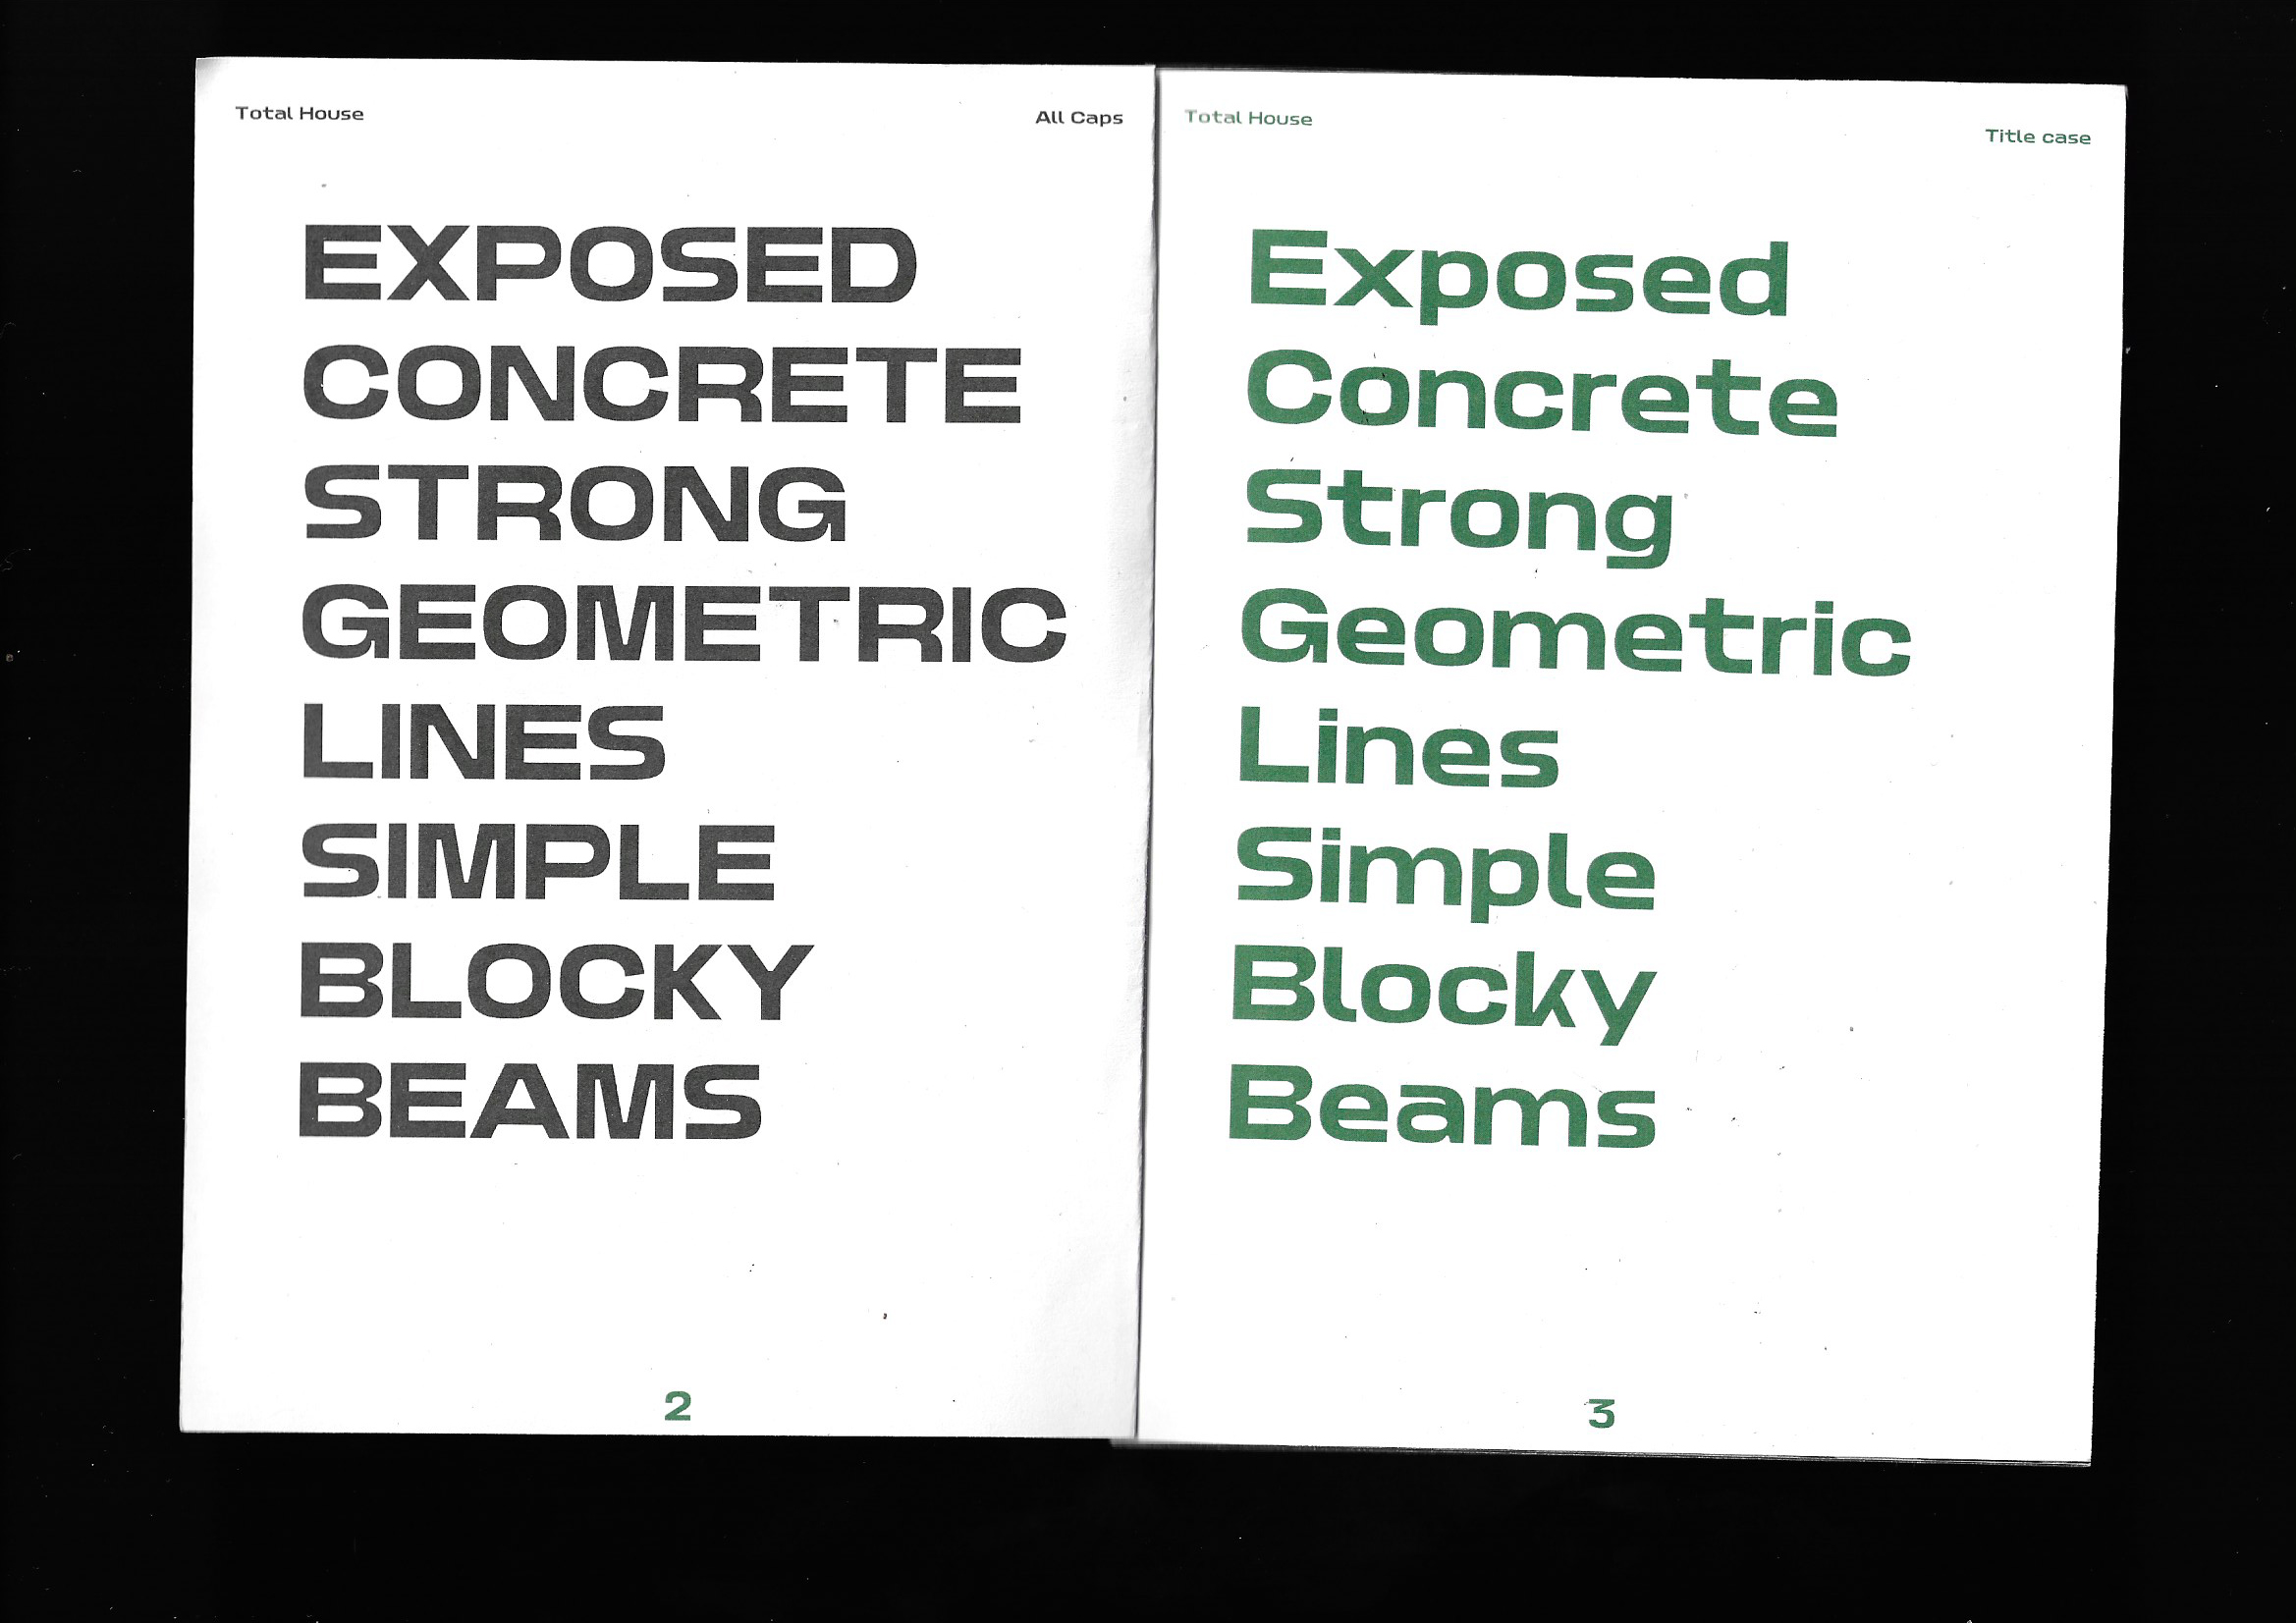 Total House
All Caps
EXPOSED
CONCRETE
STRONG
GEOMETRIC
LINES
SIMPLE
BLOCKY
BEAMS
2
Total House
Title case
Exposed
Concrete
Strong
Geometric
Lines
Simple
Blocky
Beams
3